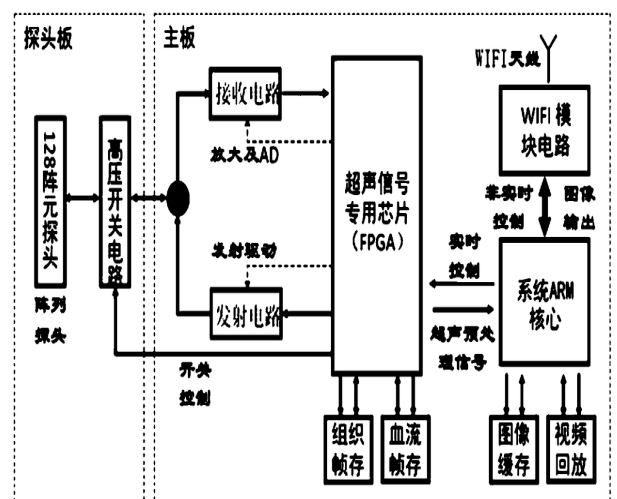 探头板
主板
WIFI天线
接收电路
放大及AD
WIFI 模
块电路
128阵元探头
高压开关电路
超声信号
专用芯片
（FPGA）
非实时
控制
图像
输出
发射驱动
实时
控制
系统ARM
核心
阵列
探头
发射电路
超声预处
理信号
开关
控制
组织
帧存
血流
帧存
图像
缓存
视频
回放